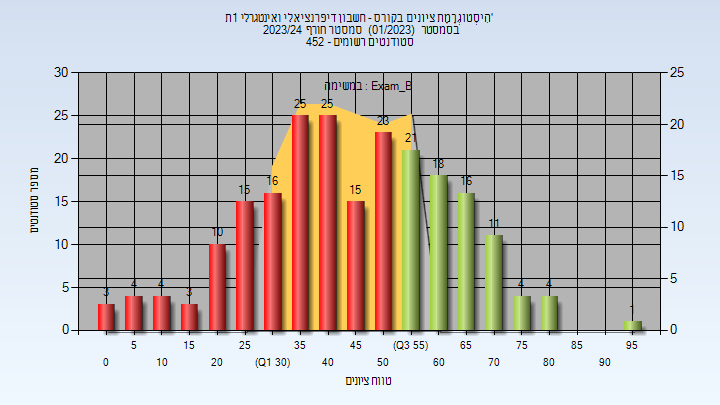 היסטוגרמת ציונים בקורס - חשבון דיפרנציאלי ואינטגרלי 1ת'
בסמסטר (01/2023) סמסטר חורף 2023/24
452 - סטודנטים רשומים
במשימה : Exam_B
30 25 20 15 10 5 0
מספר סטודנטים
25 20 15 10 5 0
3 4 4 3 10 15 16 25 25 15 23 21 18 16 11 4 4 1
5 15 25 35 45 (Q3 55) 65 75 85 95
0 10 20 (Q1 30) 40 50 60 70 80 90
טווח ציונים